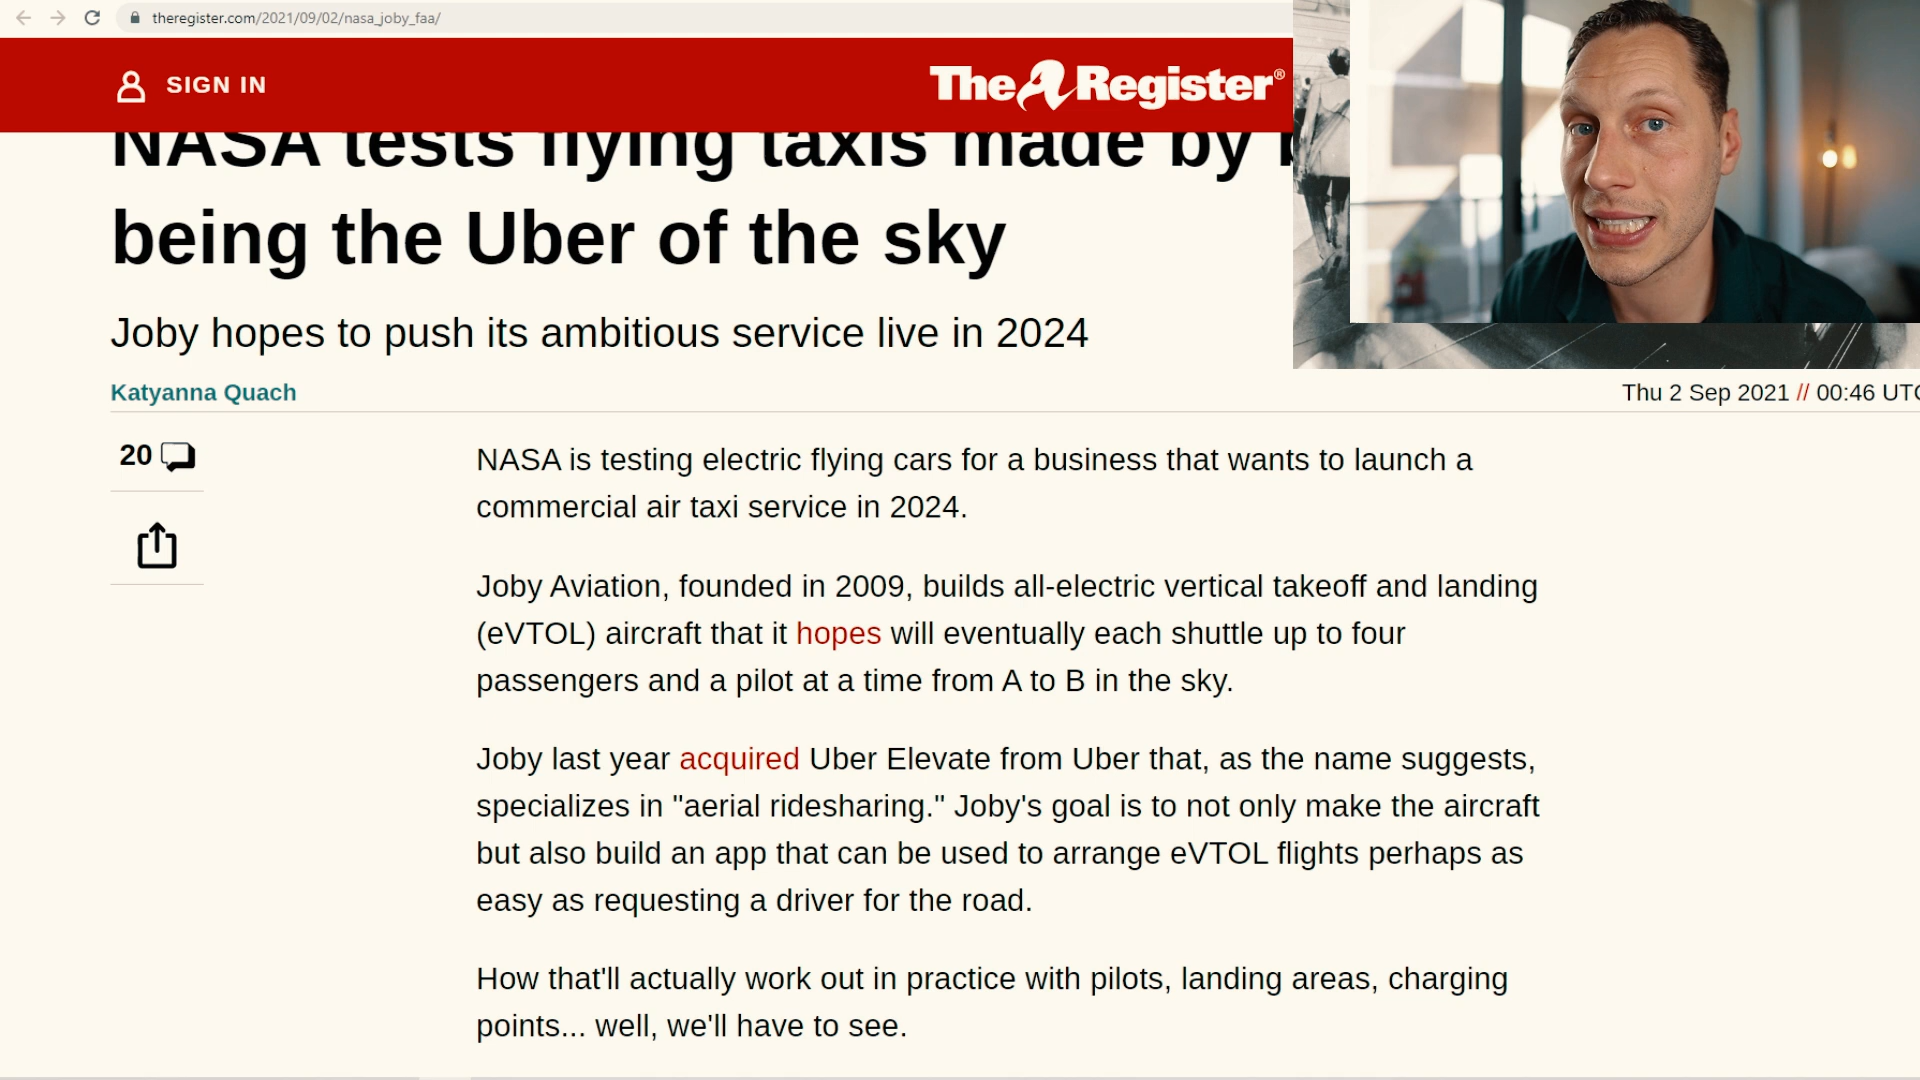 theregister.com/2021/09/02/nasa_joby_faa/
SIGN IN
The Register®
NASA tests flying taxis made by
being the Uber of the sky
Joby hopes to push its ambitious service live in 2024
Katyanna Quach
Thu 2 Sep 2021 // 00:46 UTC
20
NASA is testing electric flying cars for a business that wants to launch a
commercial air taxi service in 2024.
Joby Aviation, founded in 2009, builds all-electric vertical takeoff and landing
(eVTOL) aircraft that it hopes will eventually each shuttle up to four
passengers and a pilot at a time from A to B in the sky.
Joby last year acquired Uber Elevate from Uber that, as the name suggests,
specializes in "aerial ridesharing." Joby's goal is to not only make the aircraft
but also build an app that can be used to arrange eVTOL flights perhaps as
easy as requesting a driver for the road.
How that'll actually work out in practice with pilots, landing areas, charging
points... well, we'll have to see.